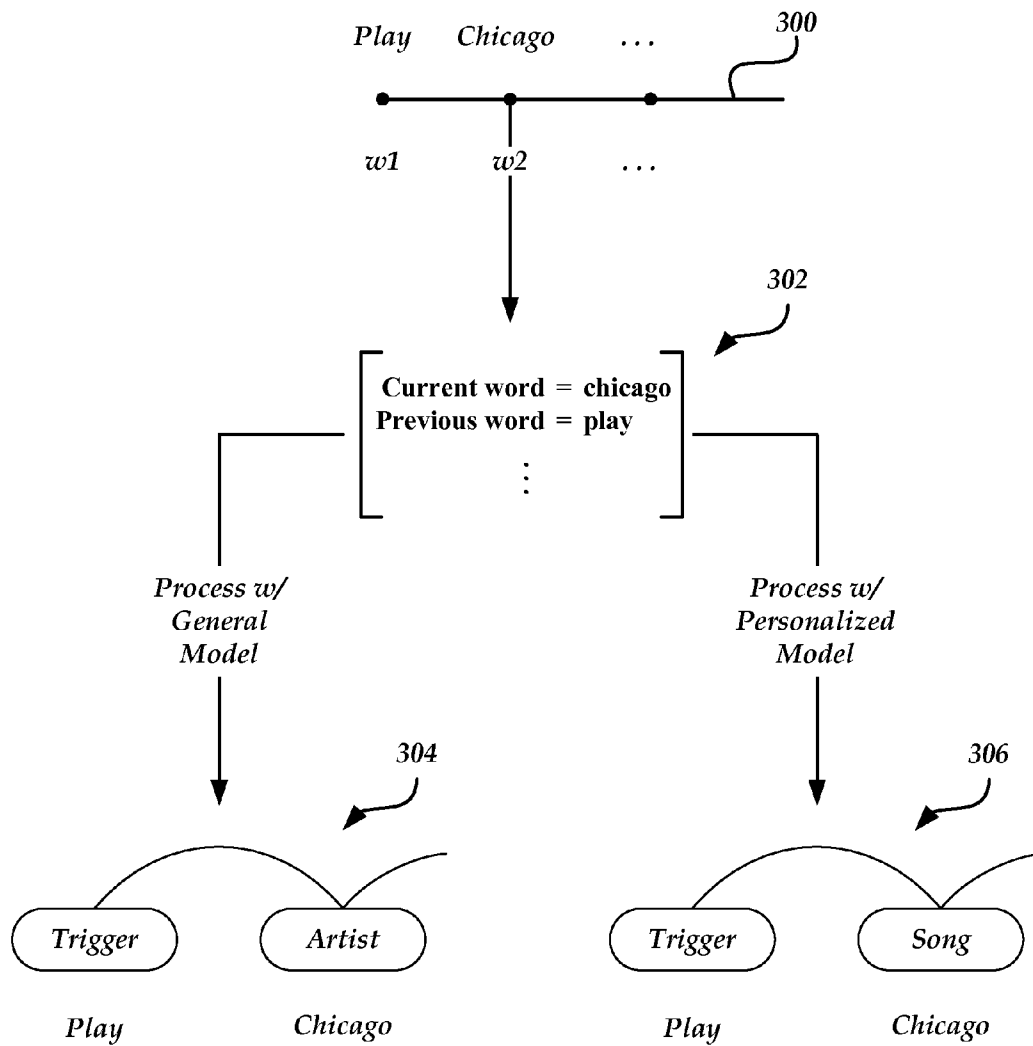 300
Play Chicago ...
w1 w2 ...
302
Current word = chicago
Previous word = play
⋮
Process w/
General
Model
Process w/
Personalized
Model
304
306
Trigger Artist
Trigger Song
Play Chicago
Play Chicago